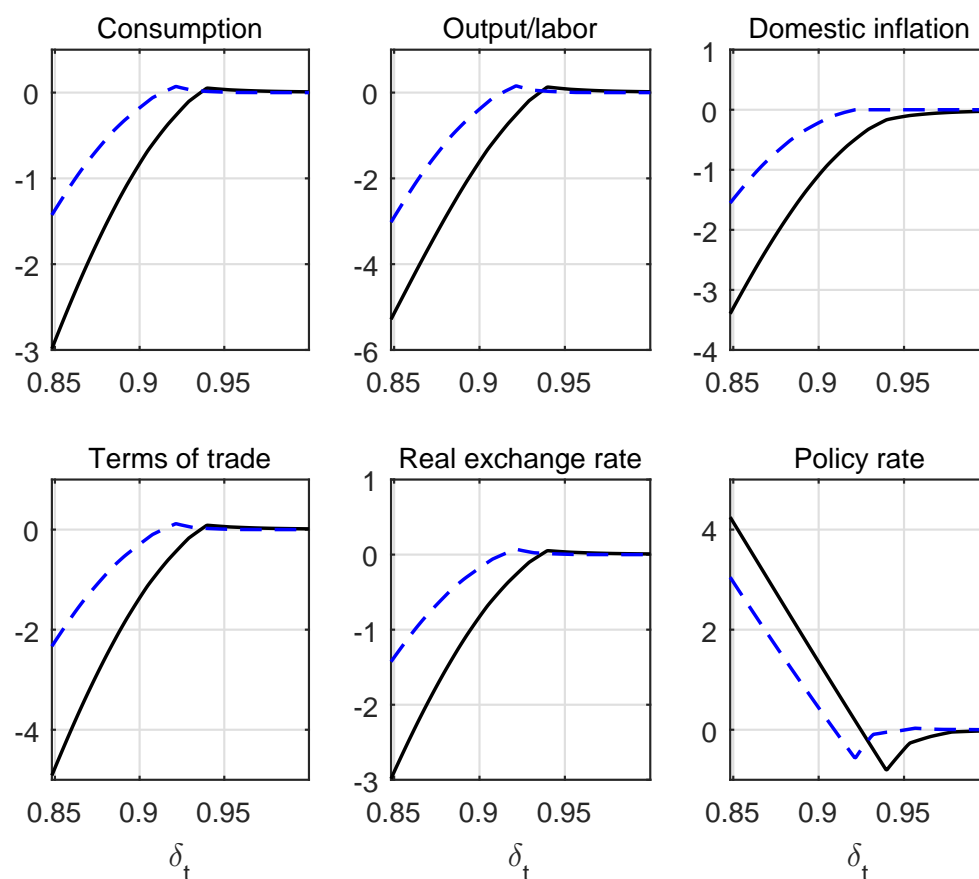 Consumption
0
-1
-2
-3
0.85 0.9 0.95
Output/labor
0
-2
-4
-6
0.85 0.9 0.95
Domestic inflation
1
0
-1
-2
-3
-4
0.85 0.9 0.95
Terms of trade
0
-2
-4
0.85 0.9 0.95
δt
Real exchange rate
1
0
-1
-2
-3
0.85 0.9 0.95
δt
Policy rate
4
2
0
0.85 0.9 0.95
δt